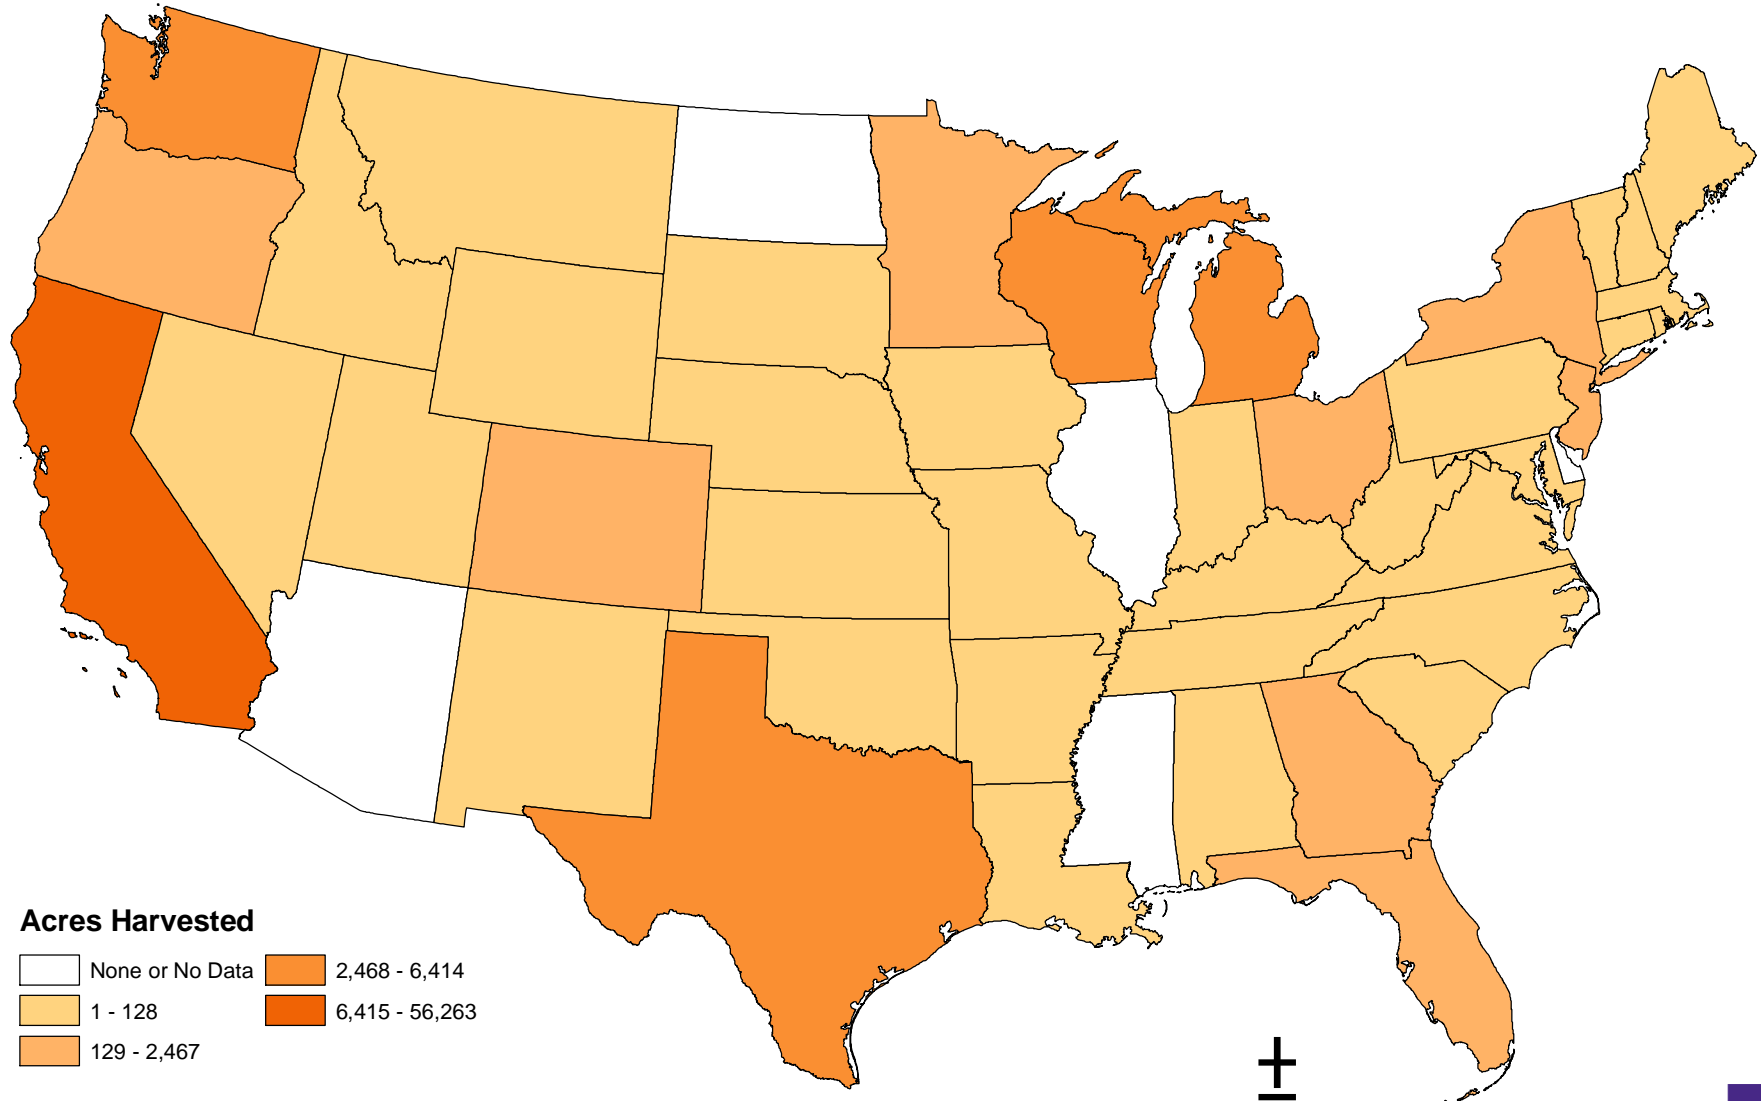 Acres Harvested
None or No Data
1 - 128
129 - 2,467
2,468 - 6,414
6,415 - 56,263